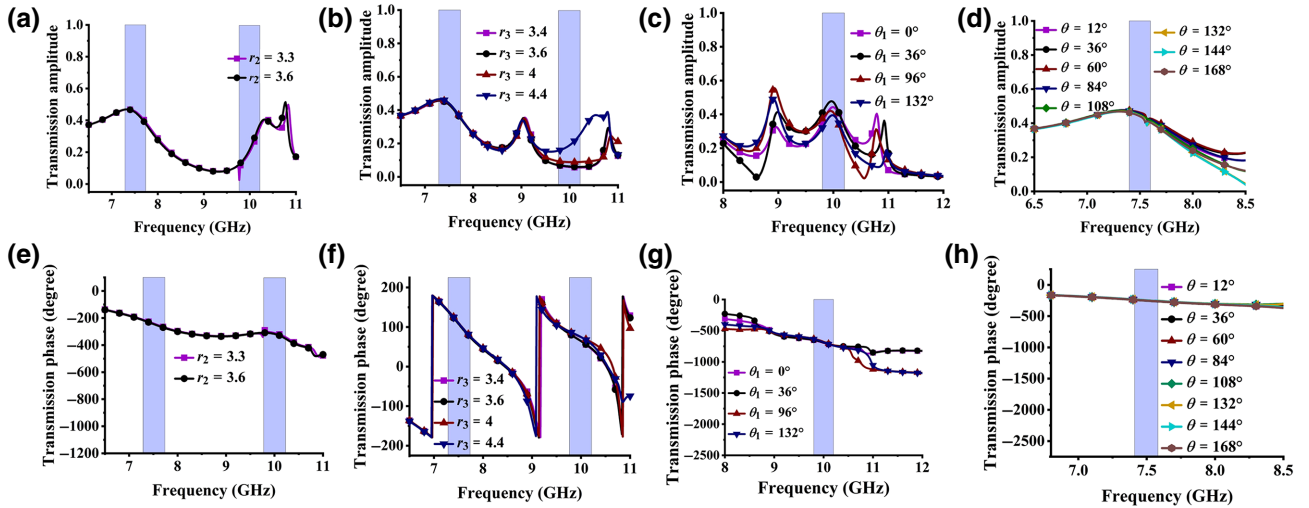 (a)
Transmission amplitude
1.0
0.8
0.6
0.4
0.2
0.0
r2 = 3.3
r2 = 3.6
7 8 9 10 11
Frequency (GHz)
(b)
Transmission amplitude
1.0
0.8
0.6
0.4
0.2
0.0
r3 = 3.4
r3 = 3.6
r3 = 4
r3 = 4.4
7 8 9 10 11
Frequency (GHz)
(c)
Transmission amplitude
1.0
0.8
0.6
0.4
0.2
0.0
θ1 = 0°
θ1 = 36°
θ1 = 96°
θ1 = 132°
8 9 10 11 12
Frequency (GHz)
(d)
Transmission amplitude
1.0
0.8
0.6
0.4
0.2
0.0
θ = 12°
θ = 36°
θ = 60°
θ = 84°
θ = 108°
θ = 132°
θ = 144°
θ = 168°
6.5 7.0 7.5 8.0 8.5
Frequency (GHz)
(e)
Transmission phase (degree)
0
−200
−400
−600
−800
−1000
−1200
r2 = 3.3
r2 = 3.6
7 8 9 10 11
Frequency (GHz)
(f)
Transmission phase (degree)
200
100
0
−100
−200
r3 = 3.4
r3 = 3.6
r3 = 4
r3 = 4.4
7 8 9 10 11
Frequency (GHz)
(g)
Transmission phase (degree)
0
−500
−1000
−1500
−2000
−2500
θ1 = 0°
θ1 = 36°
θ1 = 96°
θ1 = 132°
8 9 10 11 12
Frequency (GHz)
(h)
Transmission phase (degree)
0
−500
−1000
−1500
−2000
−2500
θ = 12°
θ = 36°
θ = 60°
θ = 84°
θ = 108°
θ = 132°
θ = 144°
θ = 168°
7.0 7.5 8.0 8.5
Frequency (GHz)